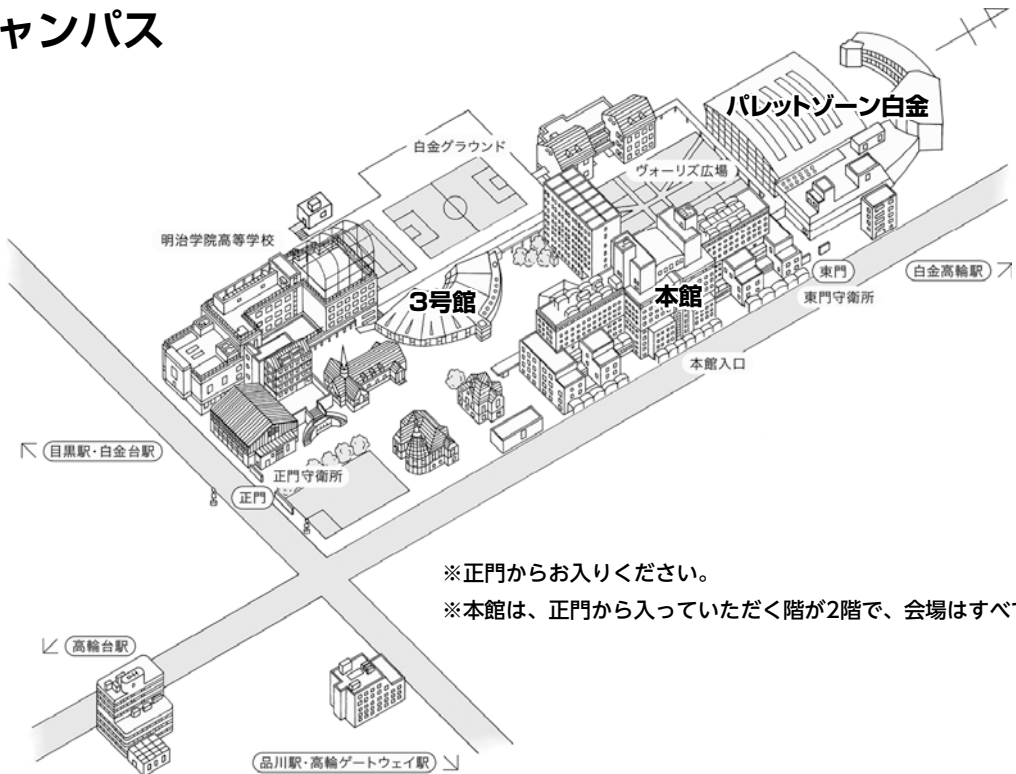 ャンパス
パレットゾーン白金
白金グラウンド
ヴォーリズ広場
明治学院高等学校
3号館
本館
東門
白金高輪駅
東門守衛所
本館入口
目黒駅・白金台駅
正門守衛所
正門
※正門からお入りください。
※本館は、正門から入っていただく階が2階で、会場はすべ
高輪台駅
品川駅・高輪ゲートウェイ駅